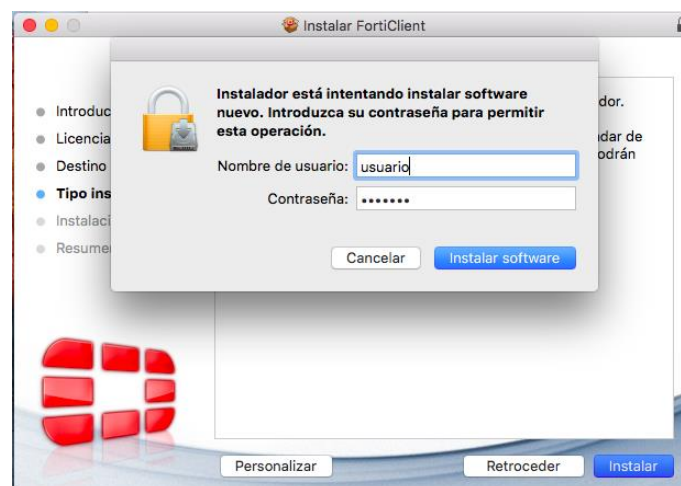 Instalar FortiClient
Instalador está intentando instalar software
nuevo. Introduzca su contraseña para permitir
esta operación.
Nombre de usuario: usuario
Contraseña: •••••••
Cancelar
Instalar software
Introduc
Licencia
Destino
Tipo ins
Instalaci
Resume
dor.
dar de
odrán
Personalizar
Retroceder
Instalar